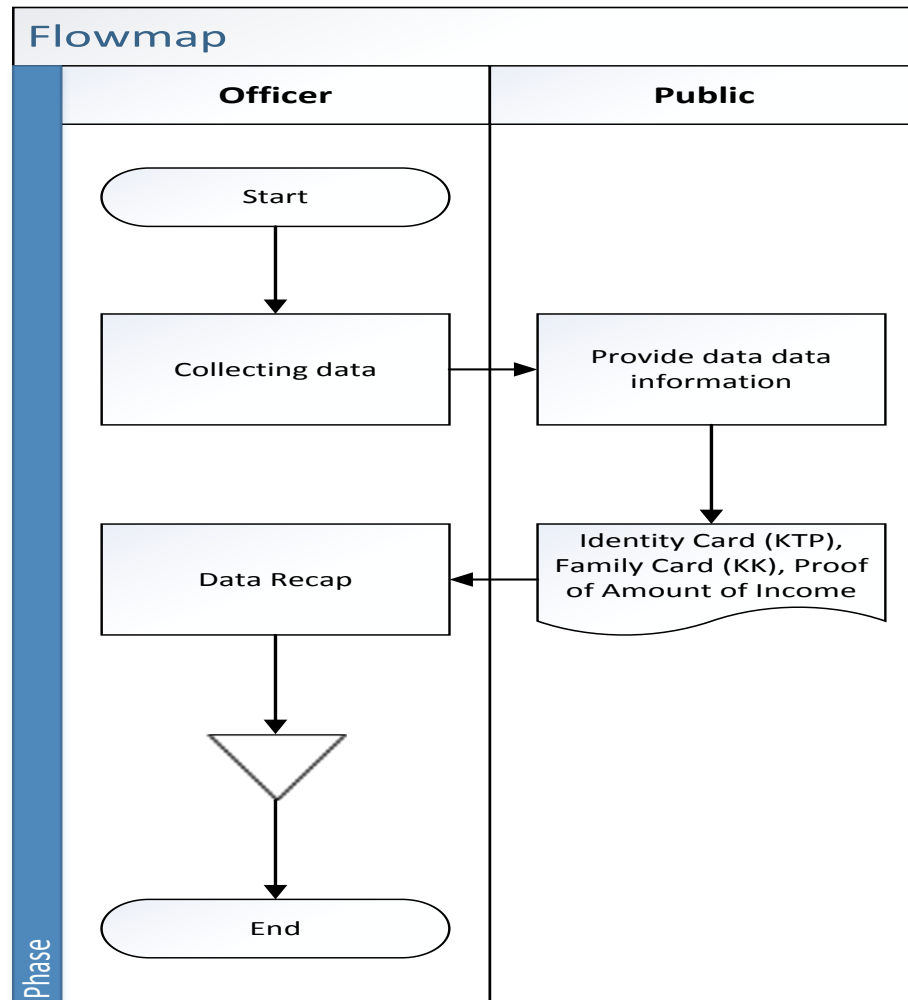 Flowmap
Officer
Public
Start
Collecting data
Provide data data
information
Identity Card (KTP),
Family Card (KK), Proof
of Amount of Income
Data Recap
End
Phase